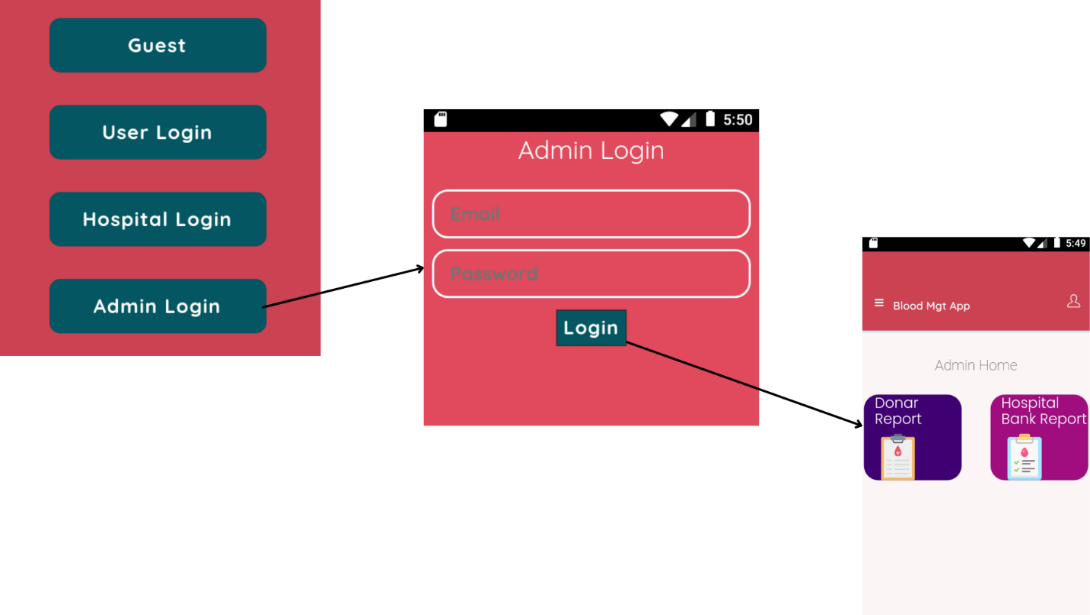 Guest
User Login
Hospital Login
Admin Login
5:50
Admin Login
Email
Password
Login
5:49
Blood Mgt App
Admin Home
Donar
Report
Hospital
Bank Report